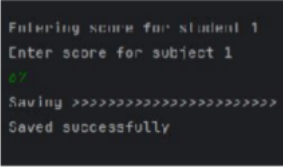 Entering score for student 1
Enter score for subject 1
67
Saving >>>>>>>>>>>>>>>>>>>>>>>
Saved successfully